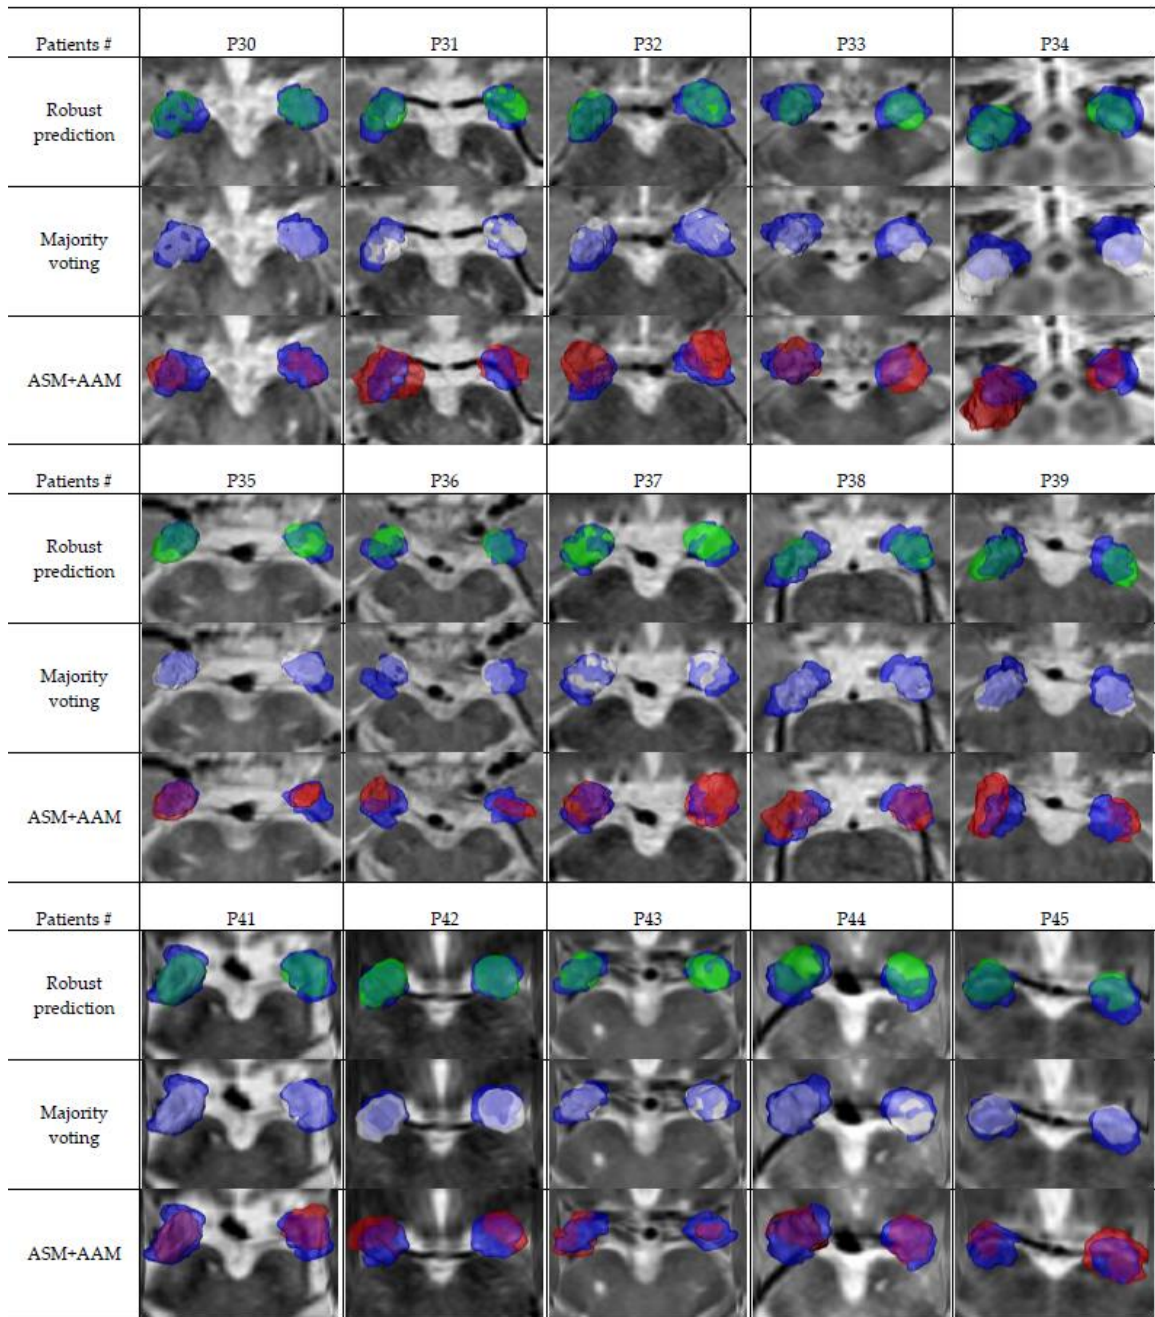 Patients # P30 P31 P32 P33 P34
Robust
prediction
Majority
voting
ASM+AAM
Patients # P35 P36 P37 P38 P39
Robust
prediction
Majority
voting
ASM+AAM
Patients # P41 P42 P43 P44 P45
Robust
prediction
Majority
voting
ASM+AAM